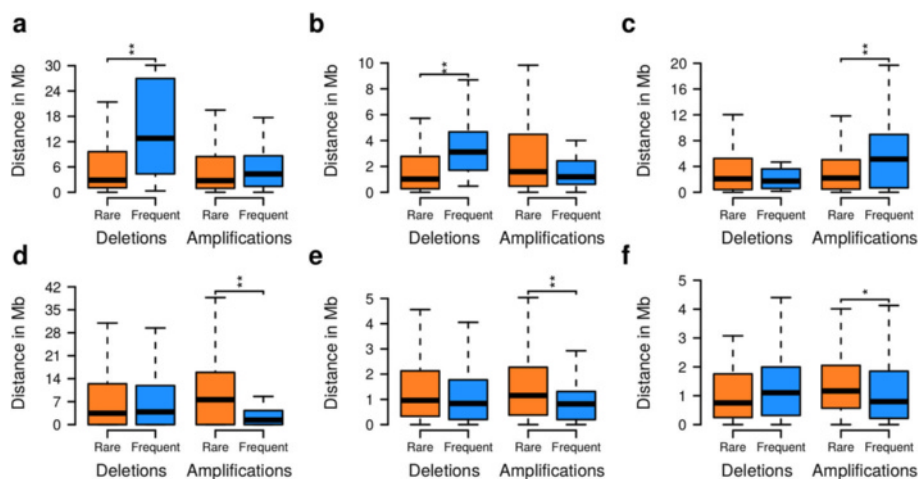 a
**
Distance in Mb
30
24
18
12
6
0
Rare Frequent Rare Frequent
Deletions Amplifications
b
**
Distance in Mb
10
8
6
4
2
0
Rare Frequent Rare Frequent
Deletions Amplifications
c
**
Distance in Mb
20
16
12
8
4
0
Rare Frequent Rare Frequent
Deletions Amplifications
d
**
Distance in Mb
42
35
28
21
14
7
0
Rare Frequent Rare Frequent
Deletions Amplifications
e
**
Distance in Mb
5
4
3
2
1
0
Rare Frequent Rare Frequent
Deletions Amplifications
f
*
Distance in Mb
5
4
3
2
1
0
Rare Frequent Rare Frequent
Deletions Amplifications